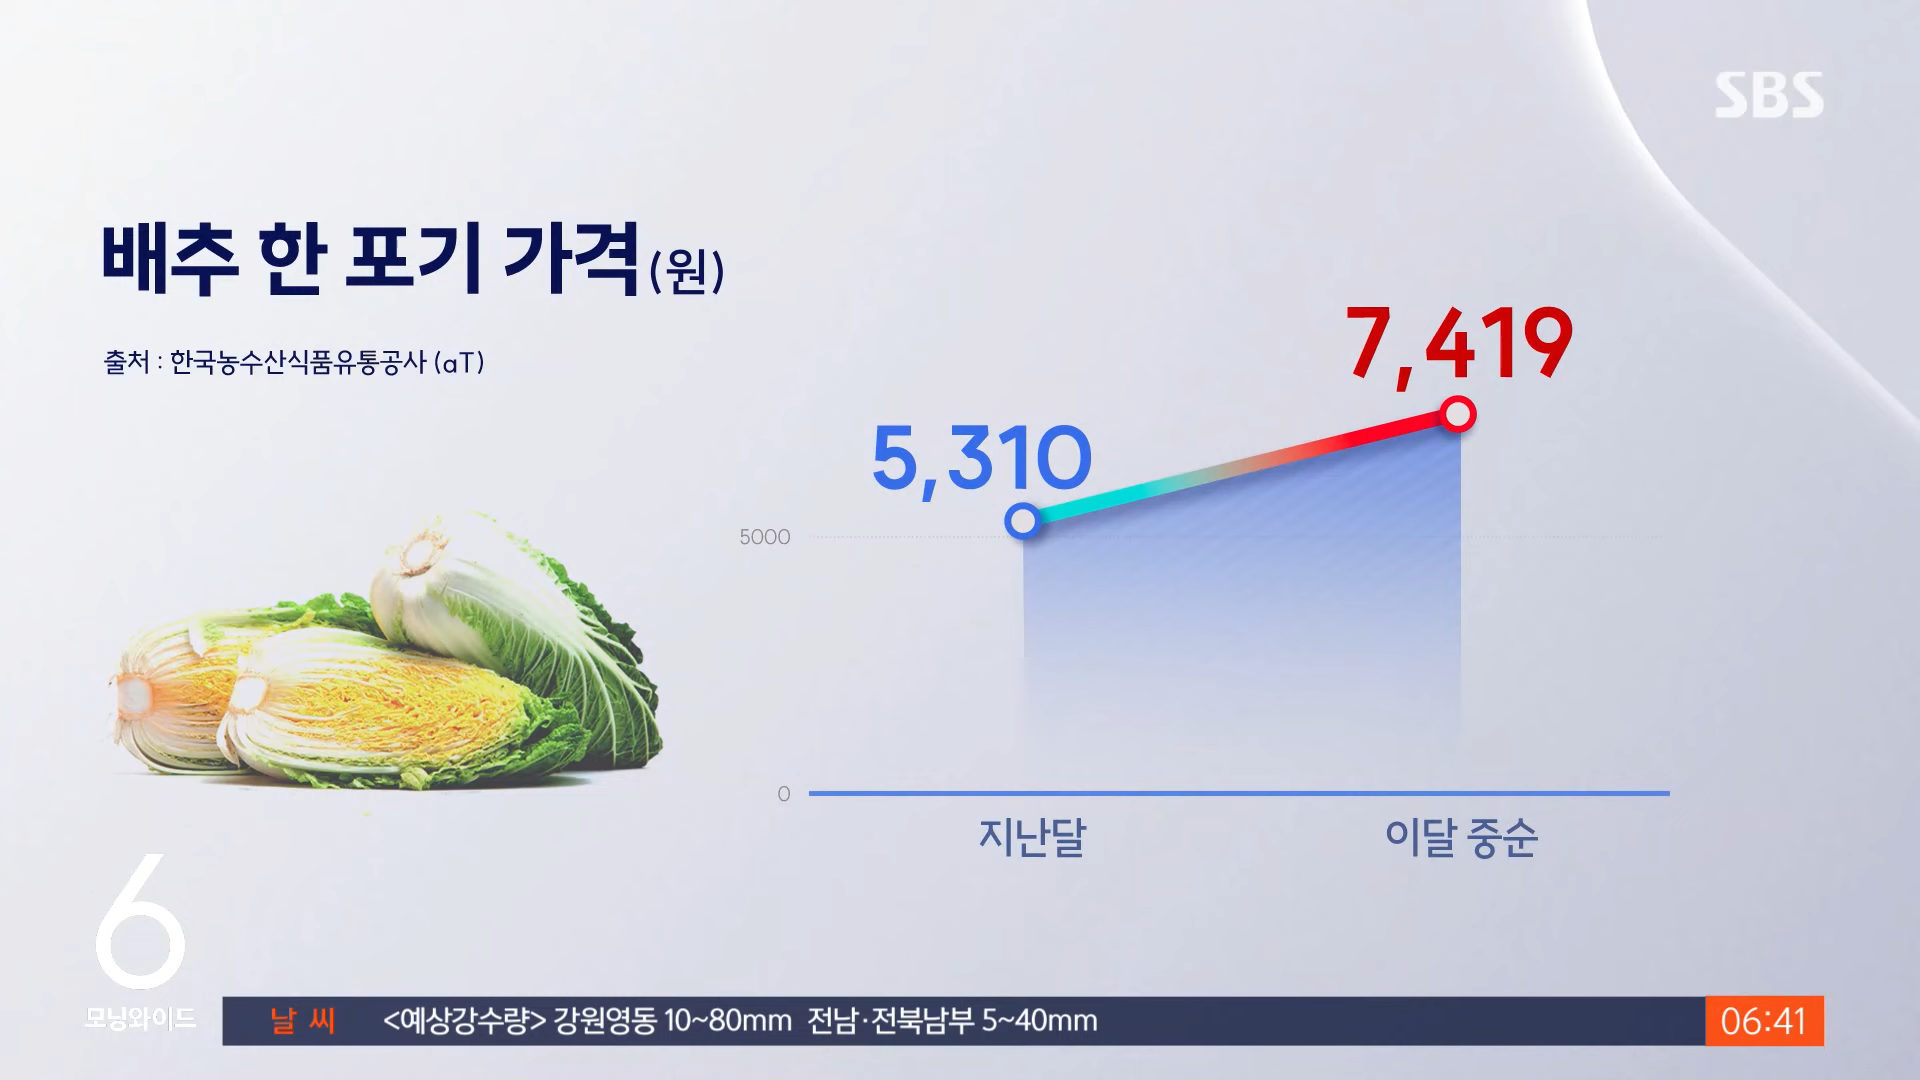 SBS
배추 한 포기 가격(원)
출처 : 한국농수산식품유통공사 (aT)
7,419
5,310
5000
0
지난달 이달 중순
6
모닝와이드
날 씨 <예상강수량> 강원영동 10~80mm 전남·전북남부 5~40mm 06:41